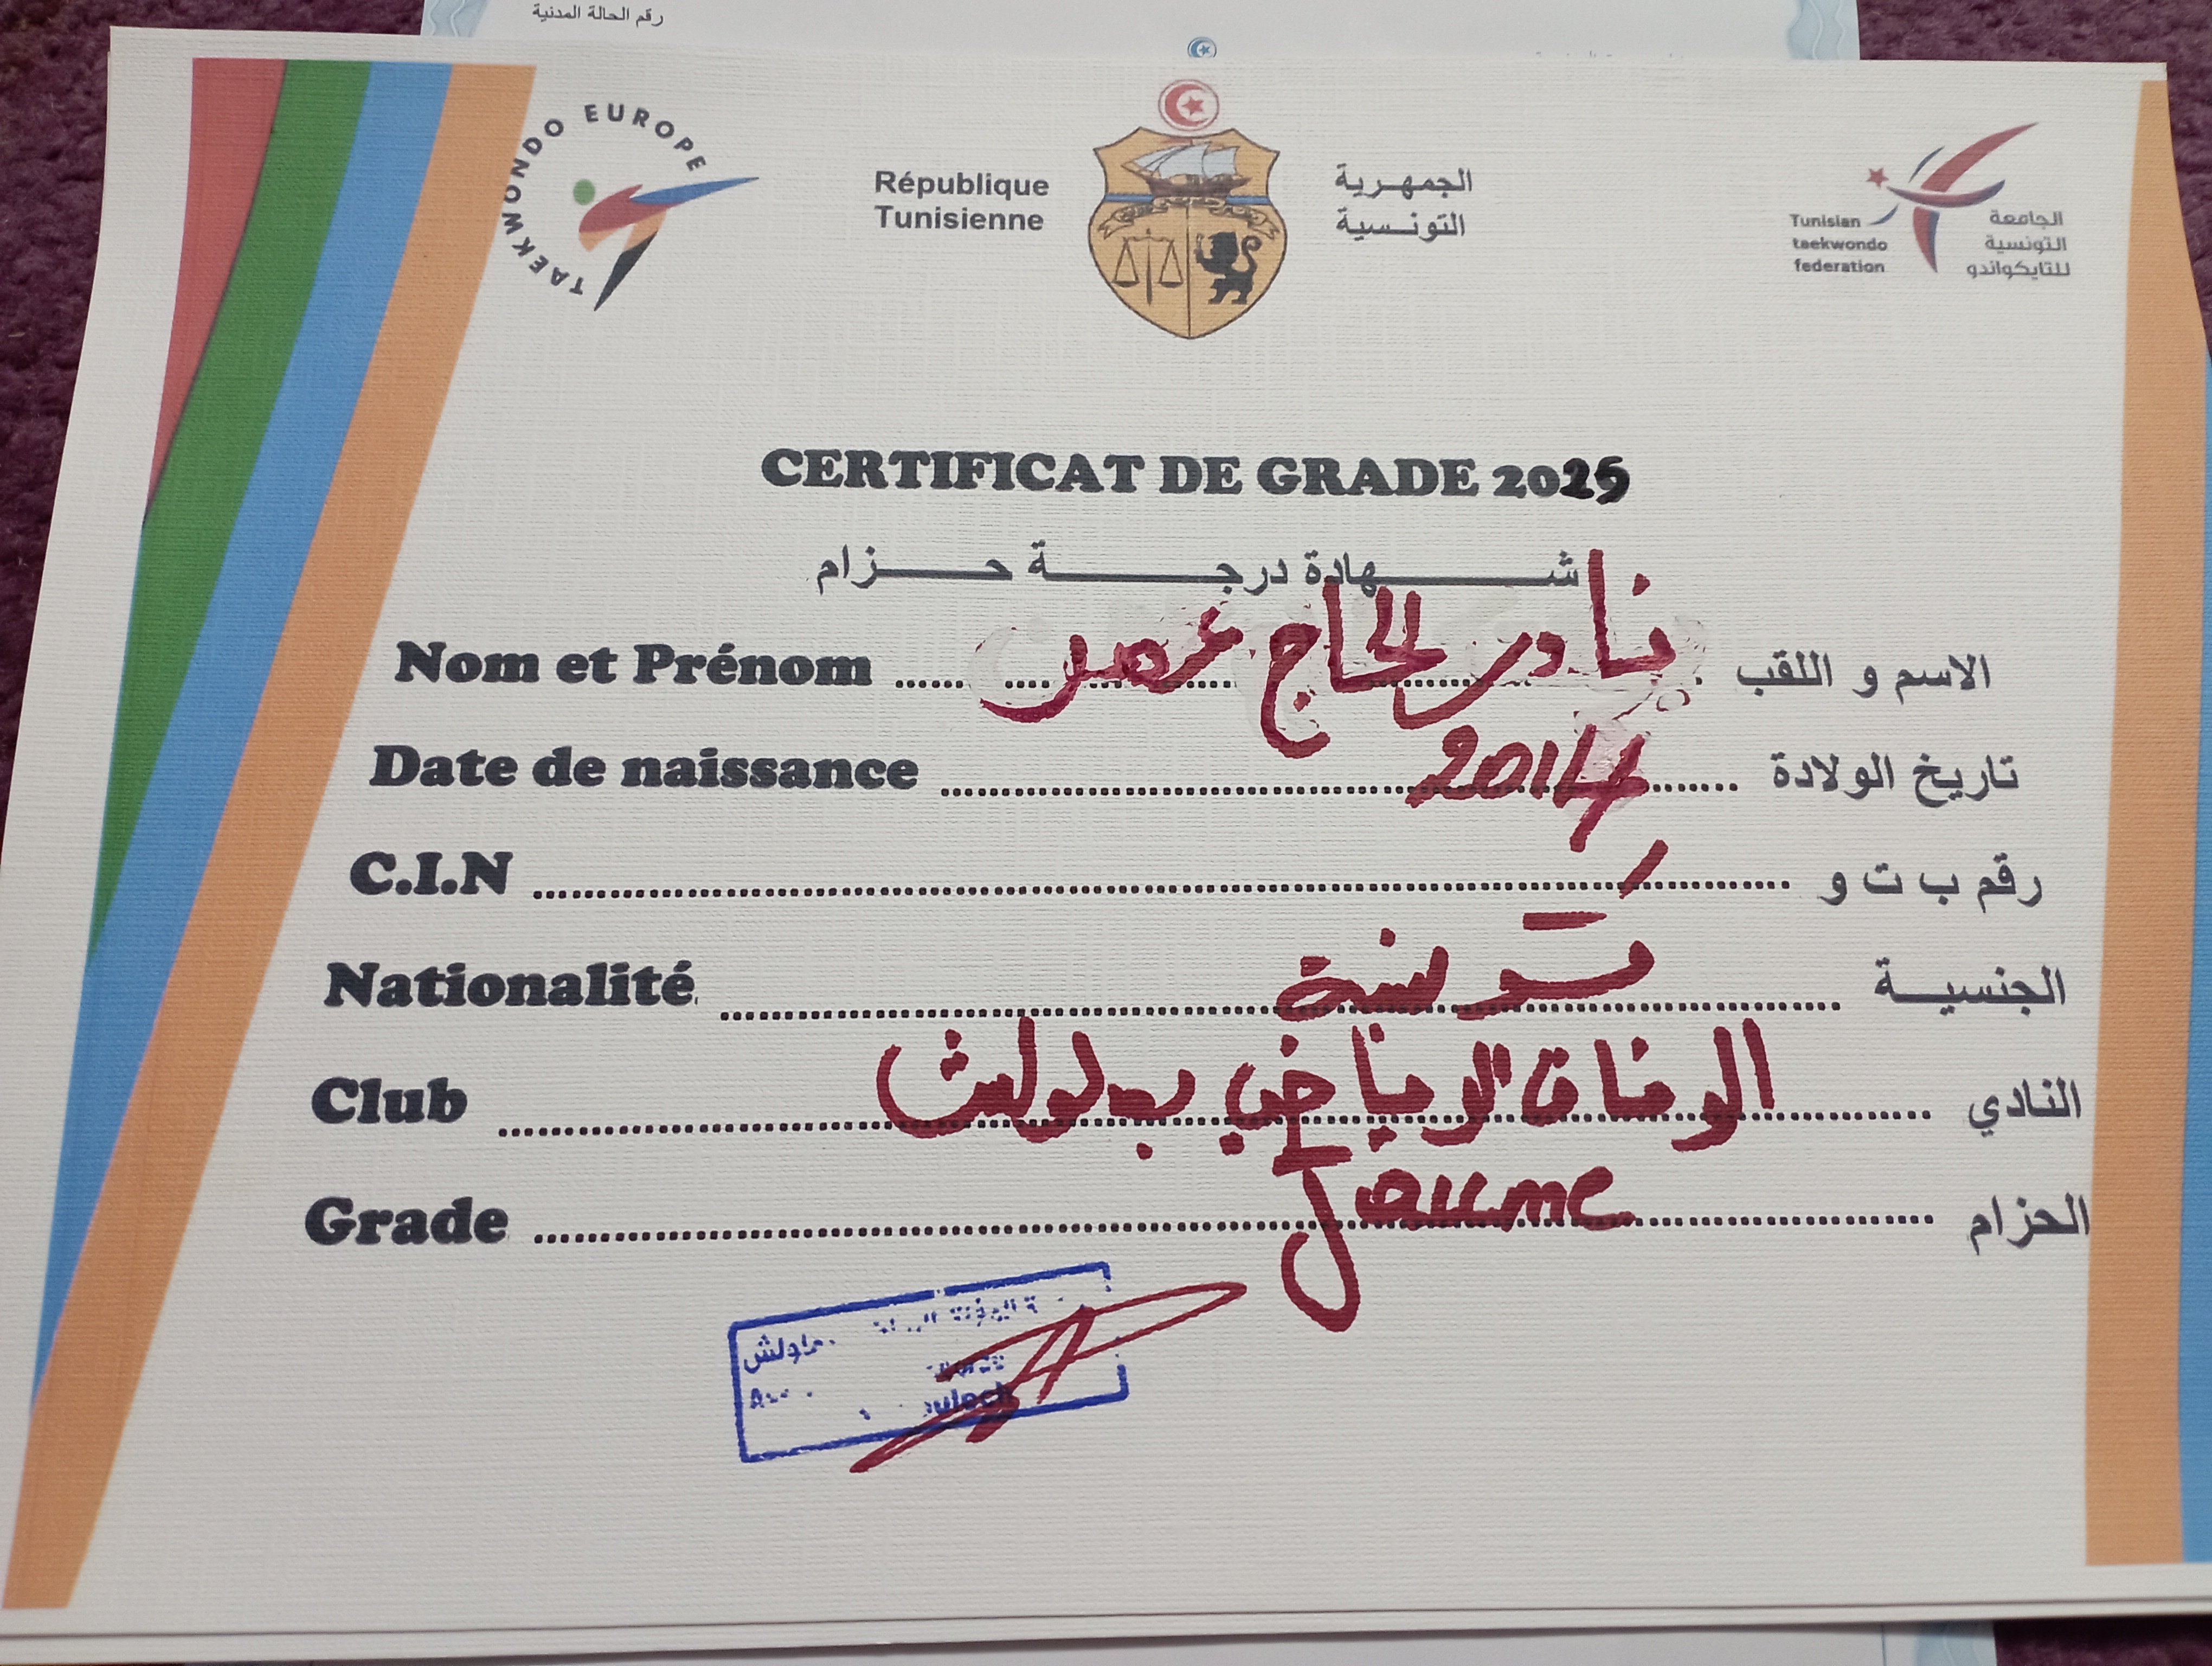 رقم الحالة المدنية
TAEKWONDO EUROPE
République
Tunisienne
الجمهورية
التونسية
Tunisian
taekwondo
federation
الجامعة
التونسية
للتايكواندو
CERTIFICAT DE GRADE 2025
شهادة درجة حزام
Nom et Prénom نادر الحاج عمر الاسم و اللقب
Date de naissance 2014 تاريخ الولادة
C.I.N / رقم ب ت و
Nationalité تونسية الجنسية
Club الوفاق الرياضي ببولش النادي
Grade Jaune الحزام